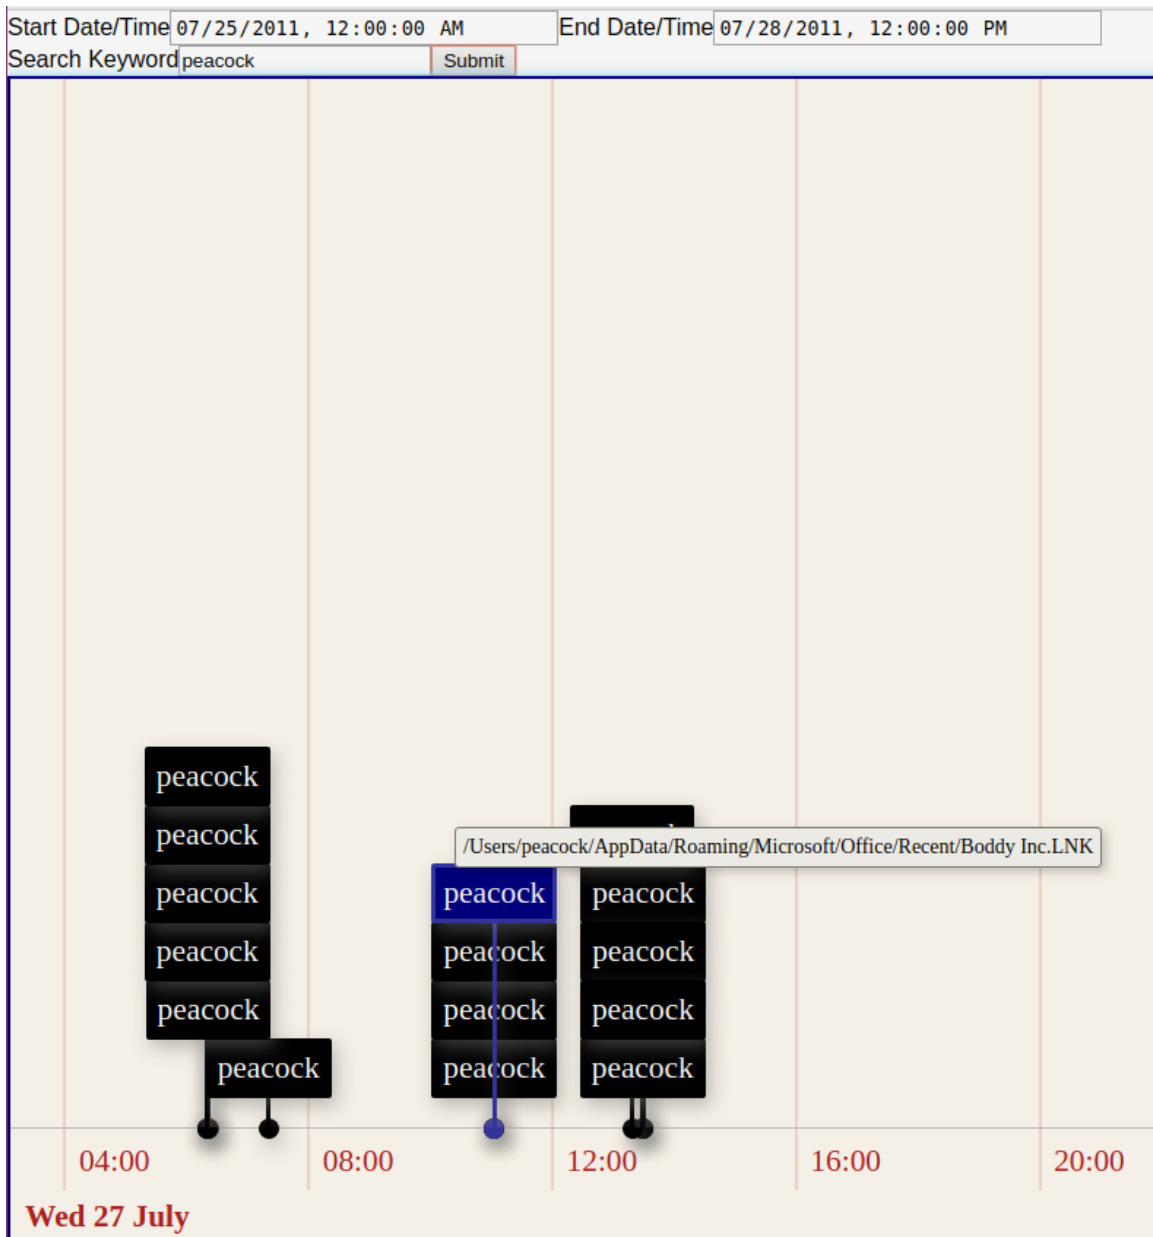 Start Date/Time 07/25/2011, 12:00:00 AM End Date/Time 07/28/2011, 12:00:00 PM
Search Keyword peacock Submit
peacock
peacock
/Users/peacock/AppData/Roaming/Microsoft/Office/Recent/Boddy Inc.LNK
peacock peacock peacock
peacock peacock peacock
peacock peacock peacock
peacock peacock peacock
04:00 08:00 12:00 16:00 20:00
Wed 27 July